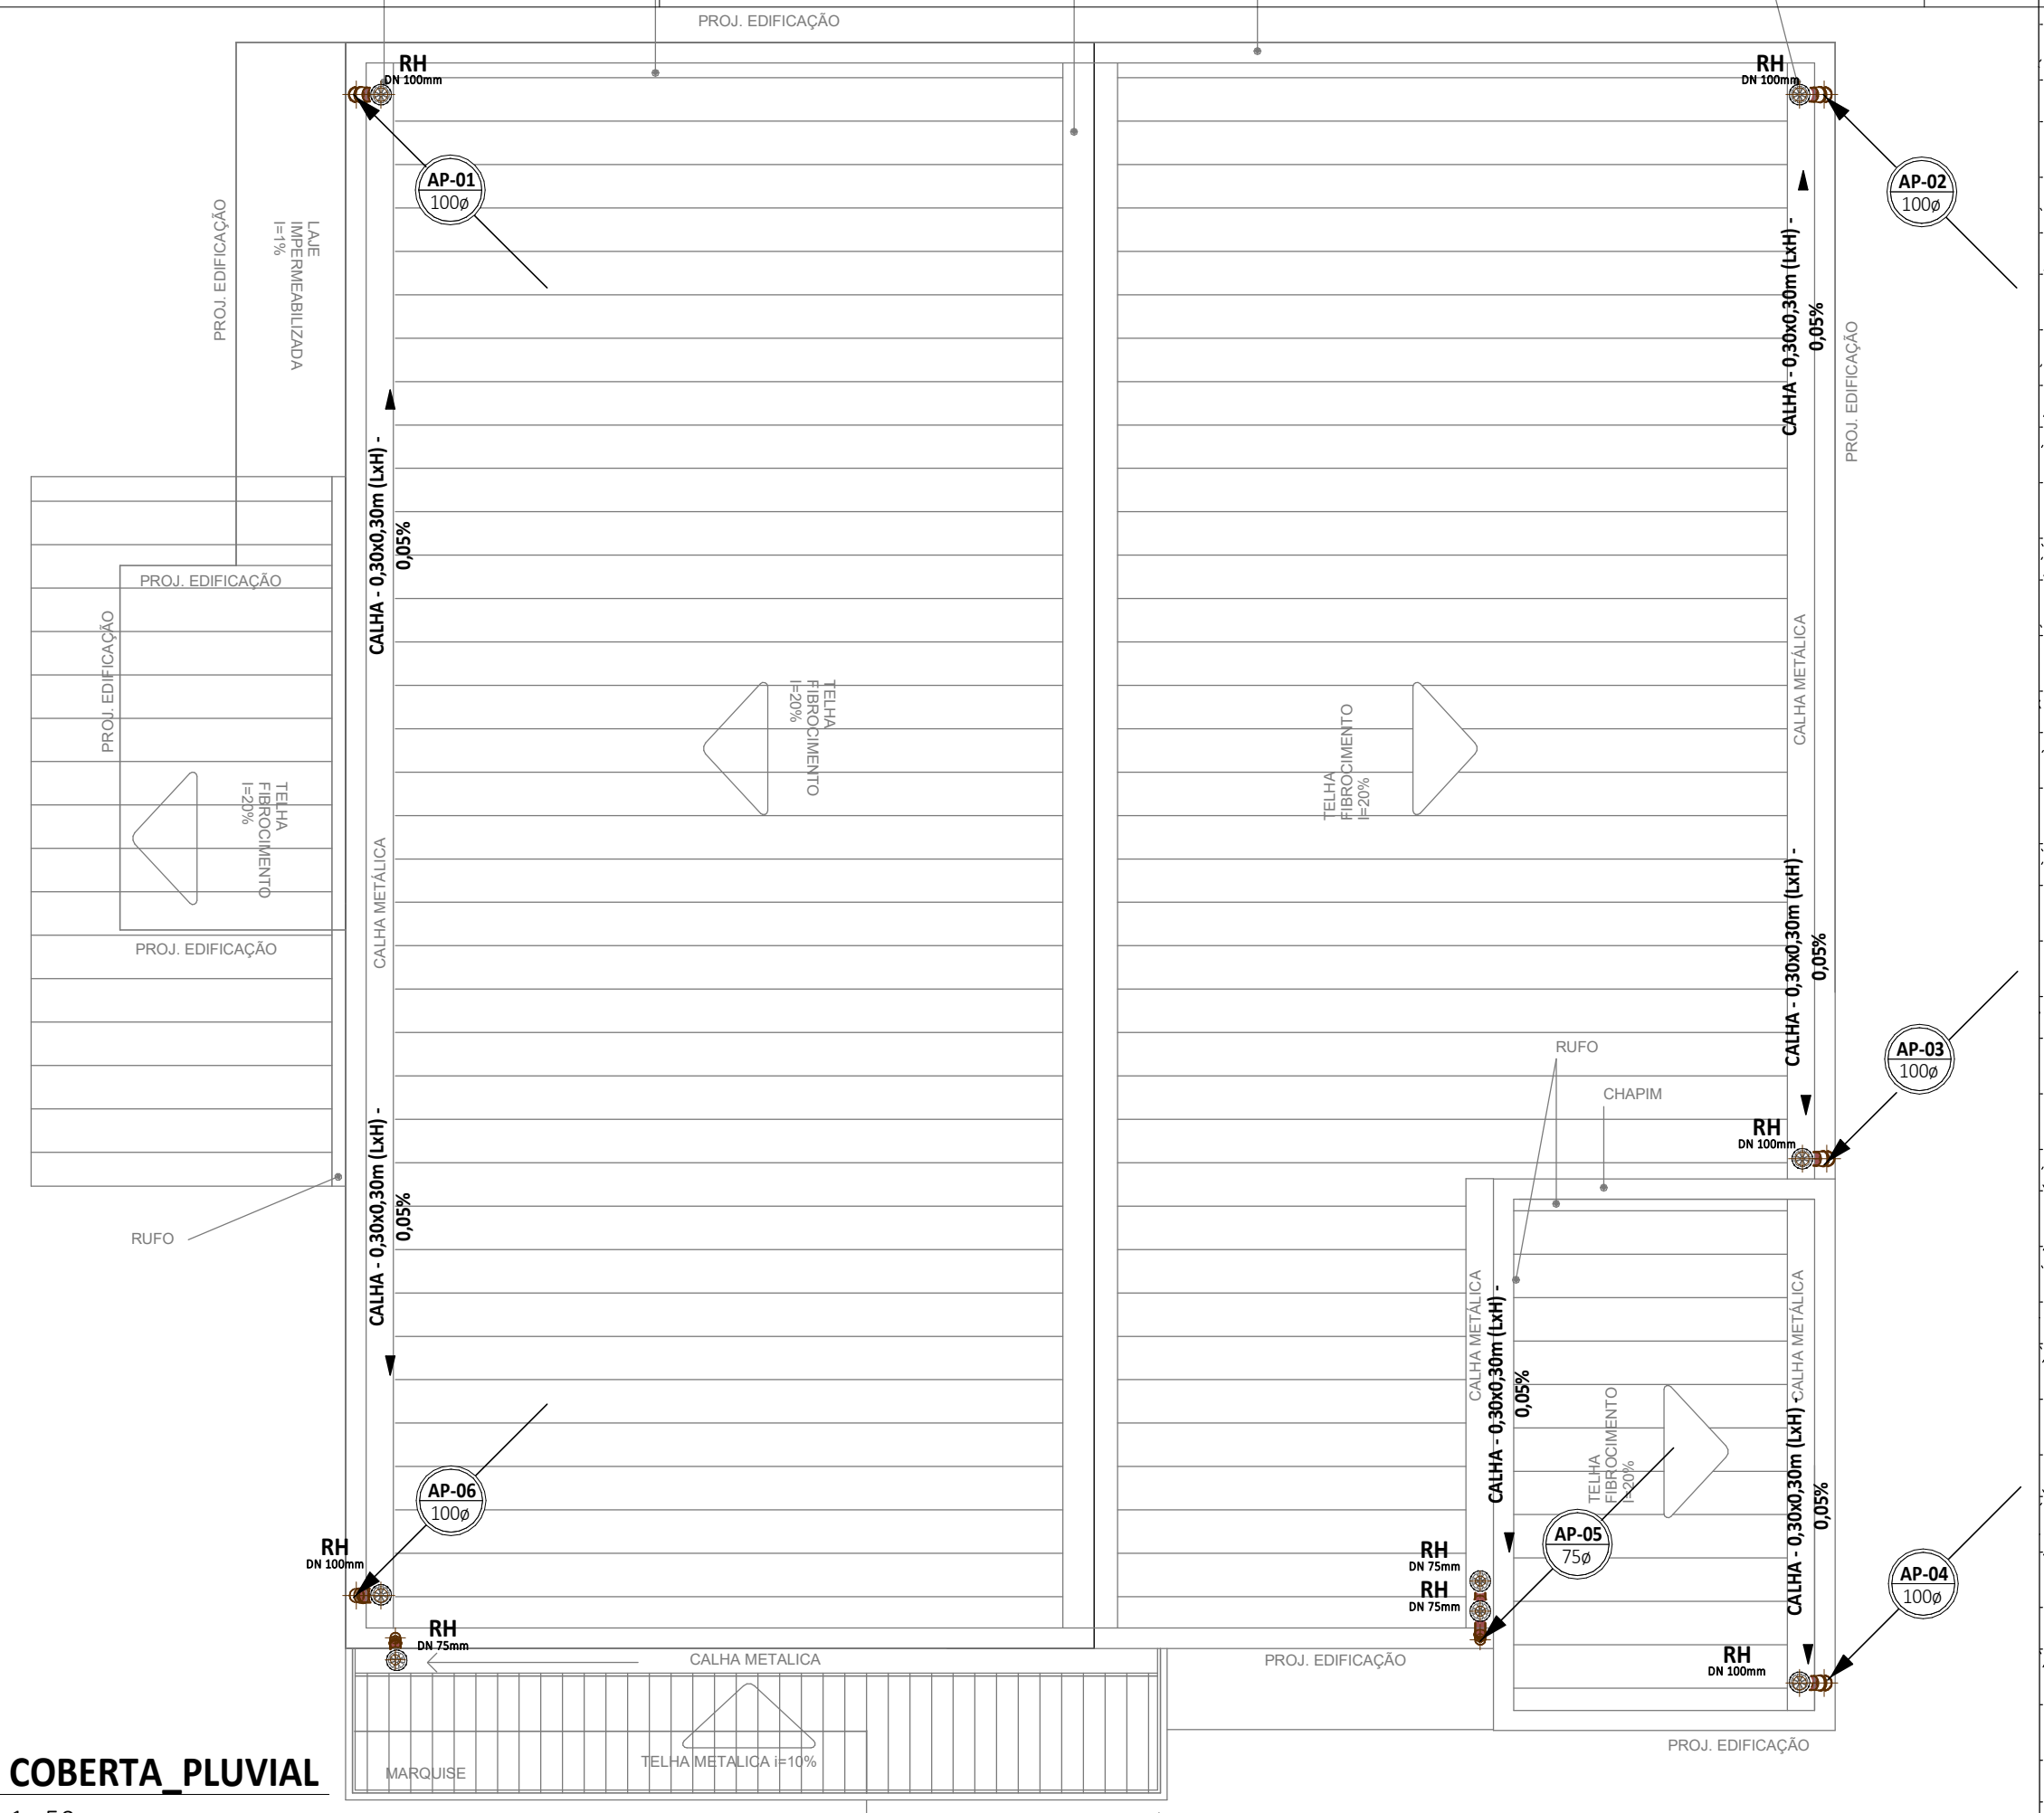 PROJ. EDIFICAÇÃO
RH
DN 100mm
RH
DN 100mm
AP-01
100ø
AP-02
100ø
PROJ. EDIFICAÇÃO
LAJE
IMPERMEABILIZADA
I=1%
CALHA - 0,30x0,30m (LxH) -
0,05%
PROJ. EDIFICAÇÃO
CALHA - 0,30x0,30m (LxH) -
0,05%
PROJ. EDIFICAÇÃO
PROJ. EDIFICAÇÃO
TELHA
FIBROCIMENTO
I=20%
TELHA
FIBROCIMENTO
I=20%
TELHA
FIBROCIMENTO
I=20%
CALHA METÁLICA
CALHA METÁLICA
PROJ. EDIFICAÇÃO
CALHA - 0,30x0,30m (LxH) -
0,05%
AP-03
100ø
RUFO
CHAPIM
RH
DN 100mm
CALHA - 0,30x0,30m (LxH) -
0,05%
RUFO
CALHA METÁLICA
CALHA - 0,30x0,30m (LxH) -
0,05%
CALHA METÁLICA
TELHA
FIBROCIMENTO
I=20%
CALHA - 0,30x0,30m (LxH) -
0,05%
AP-06
100ø
AP-05
75ø
AP-04
100ø
RH
DN 100mm
RH
DN 75mm
RH
DN 75mm
RH
DN 75mm
CALHA METALICA
PROJ. EDIFICAÇÃO
RH
DN 100mm
PROJ. EDIFICAÇÃO
TELHA METALICA i=10%
MARQUISE
COBERTA_PLUVIAL